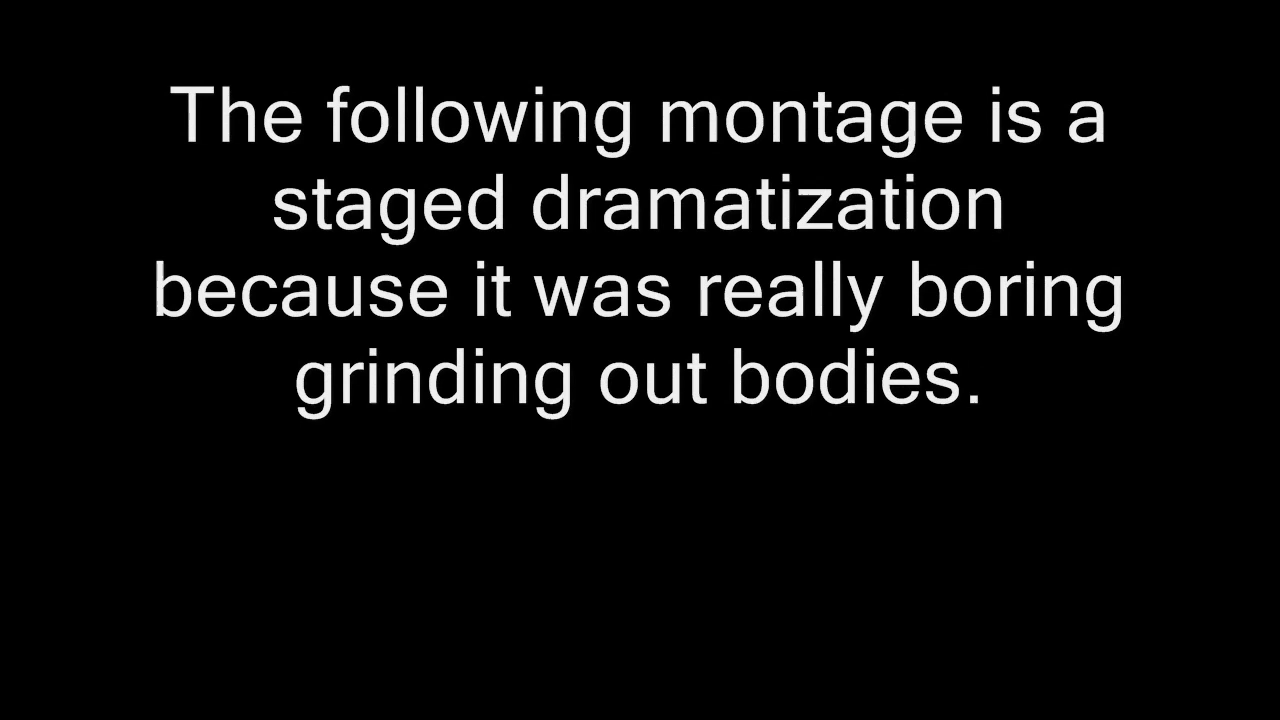 The following montage is a
staged dramatization
because it was really boring
grinding out bodies.